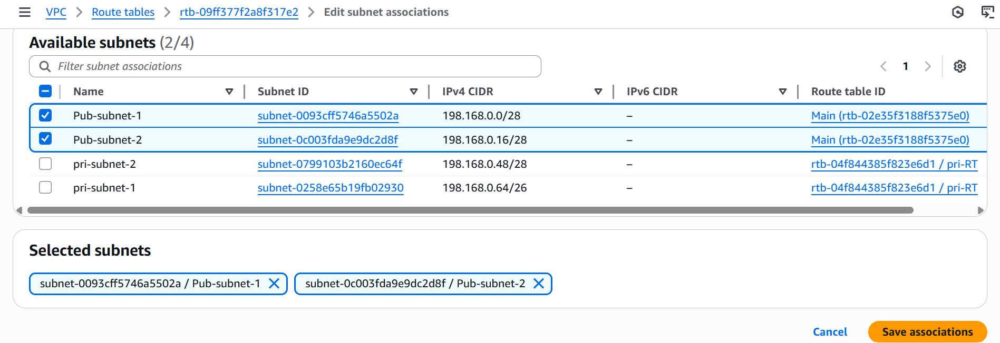 VPC > Route tables > rtb-09ff377f2a8f317e2 > Edit subnet associations
Available subnets (2/4)
Filter subnet associations
1
Name Subnet ID IPv4 CIDR IPv6 CIDR Route table ID
Pub-subnet-1 subnet-0093cff5746a5502a 198.168.0.0/28 – Main (rtb-02e35f3188f5375e0)
Pub-subnet-2 subnet-0c003fda9e9dc2d8f 198.168.0.16/28 – Main (rtb-02e35f3188f5375e0)
pri-subnet-2 subnet-0799103b2160ec64f 198.168.0.48/28 – rtb-04f844385f823e6d1 / pri-RT
pri-subnet-1 subnet-0258e65b19fb02930 198.168.0.64/26 – rtb-04f844385f823e6d1 / pri-RT
Selected subnets
subnet-0093cff5746a5502a / Pub-subnet-1 subnet-0c003fda9e9dc2d8f / Pub-subnet-2
Cancel Save associations